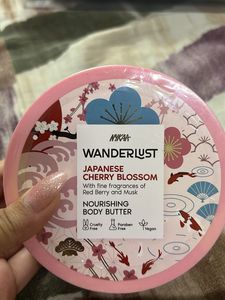 NYKAA
WANDERLUST
JAPANESE
CHERRY BLOSSOM
With fine fragrances of
Red Berry and Musk
NOURISHING
BODY BUTTER
Cruelty Free
Paraben Free
Vegan